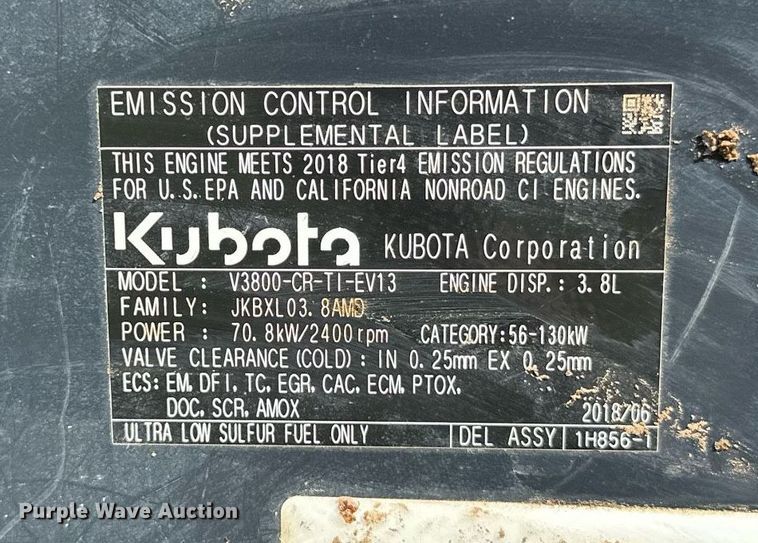 EMISSION CONTROL INFORMATION
(SUPPLEMENTAL LABEL)
THIS ENGINE MEETS 2018 Tier4 EMISSION REGULATIONS
FOR U.S. EPA AND CALIFORNIA NONROAD CI ENGINES.
Kubota KUBOTA Corporation
MODEL : V3800-CR-TI-EV13 ENGINE DISP.: 3.8L
FAMILY: JKBXL03.8AMD
POWER : 70.8kW/2400rpm CATEGORY:56-130kW
VALVE CLEARANCE(COLD): IN 0.25mm EX 0.25mm
ECS: EM, DFI, TC, EGR, CAC, ECM, PTOX,
DOC, SCR, AMOX 2018/06
ULTRA LOW SULFUR FUEL ONLY DEL ASSY 1H856-1
Purple Wave Auction